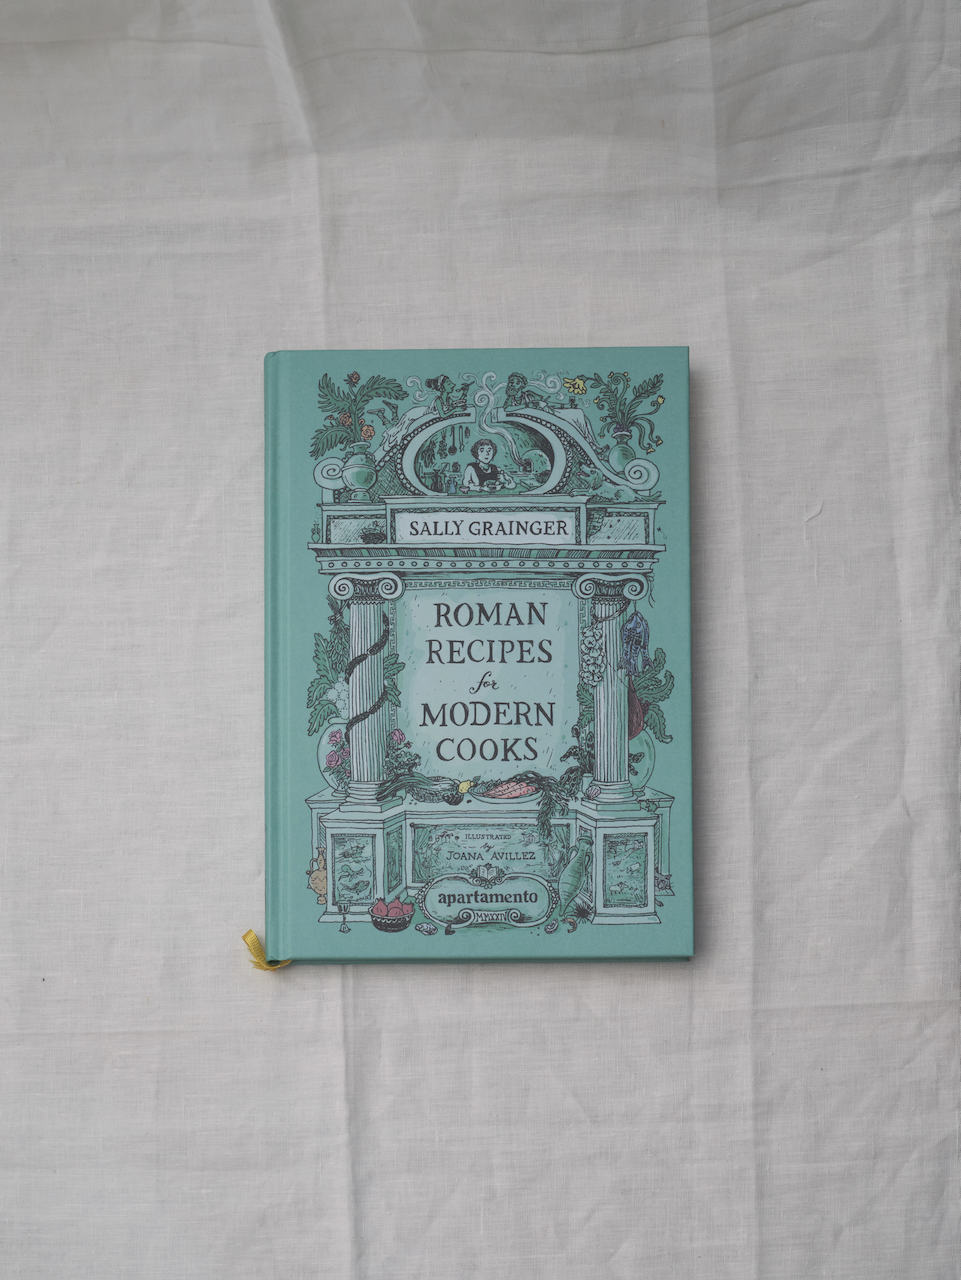 SALLY GRAINGER
ROMAN
RECIPES
for
MODERN
COOKS
ILLUSTRATED
by
JOANA AVILLEZ
apartamento
MMXXIV